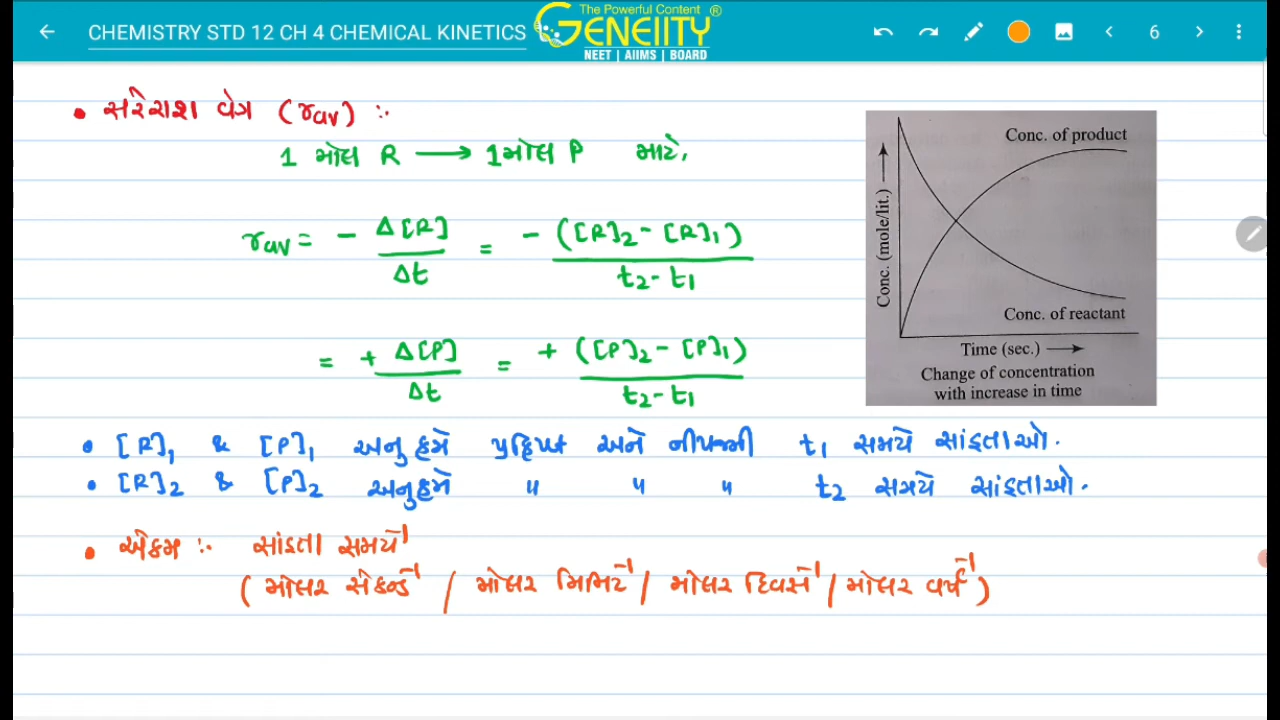 The Powerful Content ®
CHEMISTRY STD 12 CH 4 CHEMICAL KINETICS GENEIITY 6
NEET | AIIMS | BOARD
• સરેરાશ વેગ (rav) :-
1 મોલ R ⟶ 1 મોલ P માટે,
rav = - Δ[R]/Δt = - ([R]2 - [R]1)/t2 - t1
= + Δ[P]/Δt = + ([P]2 - [P]1)/t2 - t1
• [R]1 & [P]1 અનુક્રમે પ્રક્રિયક અને નીપજની t1 સમયે સાંદ્રતાઓ.
• [R]2 & [P]2 અનુક્રમે " " " t2 સમયે સાંદ્રતાઓ.
• એકમ :- સાંદ્રતા સમય⁻¹
(મોલર સેકન્ડ⁻¹ / મોલર મિનિટ⁻¹ / મોલર દિવસ⁻¹ / મોલર વર્ષ⁻¹)
Conc. of product
Conc. (mole/lit.) ⟶
Conc. of reactant
Time (sec.) ⟶
Change of concentration
with increase in time